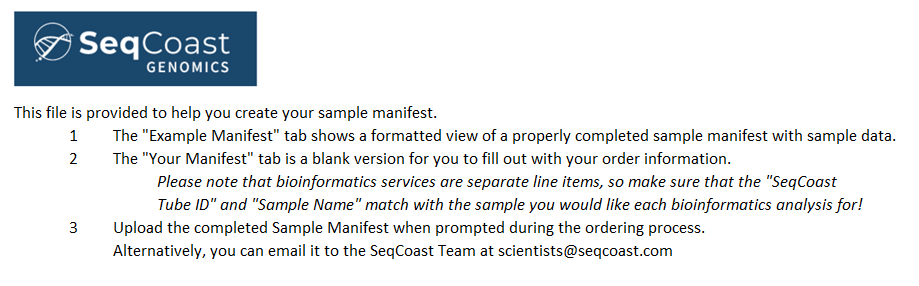 SeqCoast
GENOMICS
This file is provided to help you create your sample manifest.
1 The "Example Manifest" tab shows a formatted view of a properly completed sample manifest with sample data.
2 The "Your Manifest" tab is a blank version for you to fill out with your order information.
Please note that bioinformatics services are separate line items, so make sure that the "SeqCoast
Tube ID" and "Sample Name" match with the sample you would like each bioinformatics analysis for!
3 Upload the completed Sample Manifest when prompted during the ordering process.
Alternatively, you can email it to the SeqCoast Team at scientists@seqcoast.com